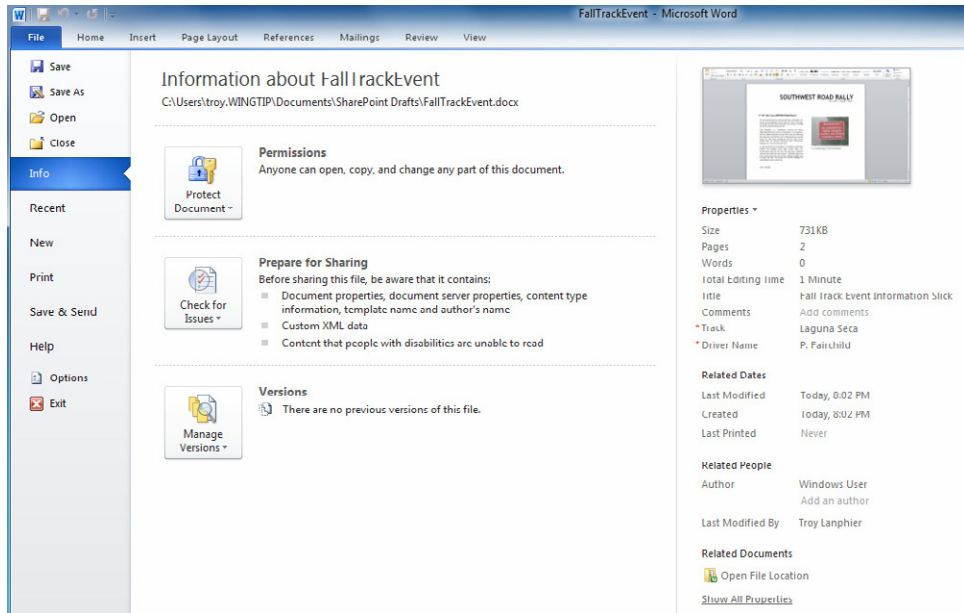 FallTrackEvent - Microsoft Word
File Home Insert Page Layout References Mailings Review View
Save
Save As
Open
Close
Info
Recent
New
Print
Save & Send
Help
Options
Exit
Information about FallTrackEvent
C:\Users\troy.WINGTIP\Documents\SharePoint Drafts\FallTrackEvent.docx
Protect
Document
Permissions
Anyone can open, copy, and change any part of this document.
Check for
Issues
Prepare for Sharing
Before sharing this file, be aware that it contains:
Document properties, document server properties, content type
information, template name and author's name
Custom XML data
Content that people with disabilities are unable to read
Manage
Versions
Versions
There are no previous versions of this file.
SOUTHWEST ROAD RALLY
Properties
Size 731KB
Pages 2
Words 0
Total Editing Time 1 Minute
Title Fall Track Event Information Slick
Comments Add comments
*Track Laguna Seca
*Driver Name P. Fairchild
Related Dates
Last Modified Today, 8:02 PM
Created Today, 8:02 PM
Last Printed Never
Related People
Author Windows User
Add an author
Last Modified By Troy Lanphier
Related Documents
Open File Location
Show All Properties